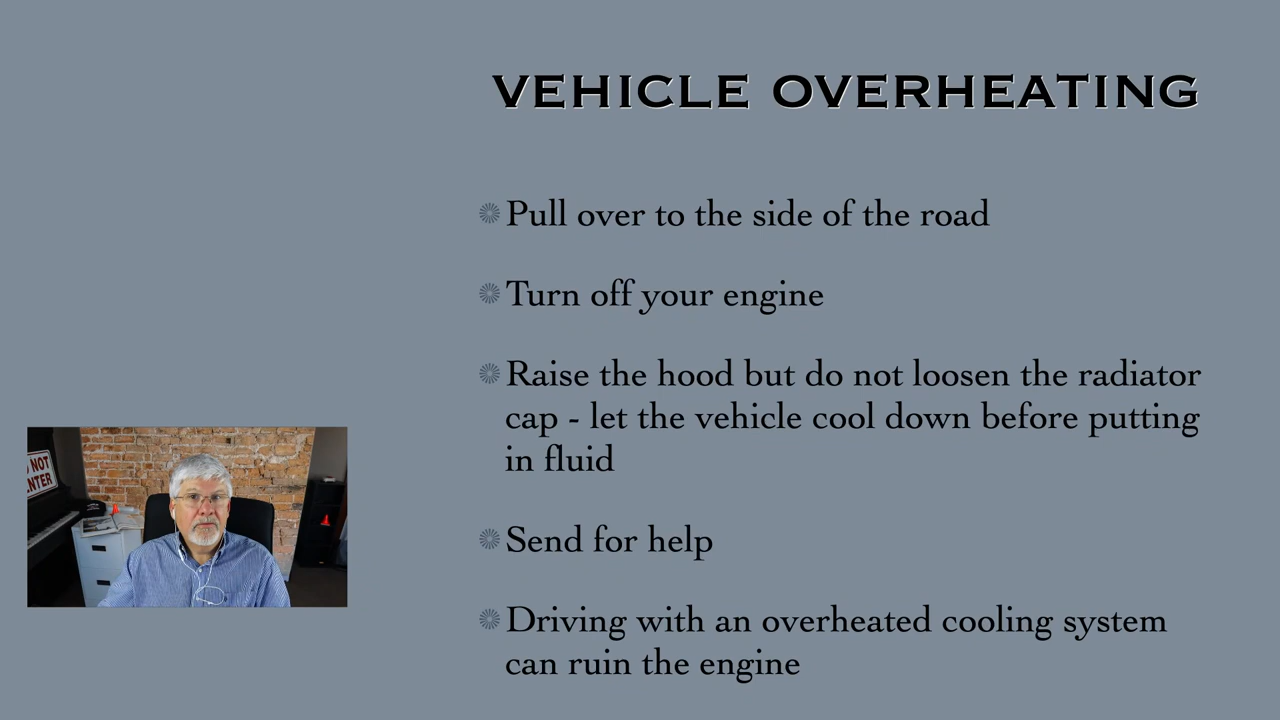 VEHICLE OVERHEATING
Pull over to the side of the road
Turn off your engine
Raise the hood but do not loosen the radiator
cap - let the vehicle cool down before putting
in fluid
Send for help
Driving with an overheated cooling system
can ruin the engine
NOT
ENTER